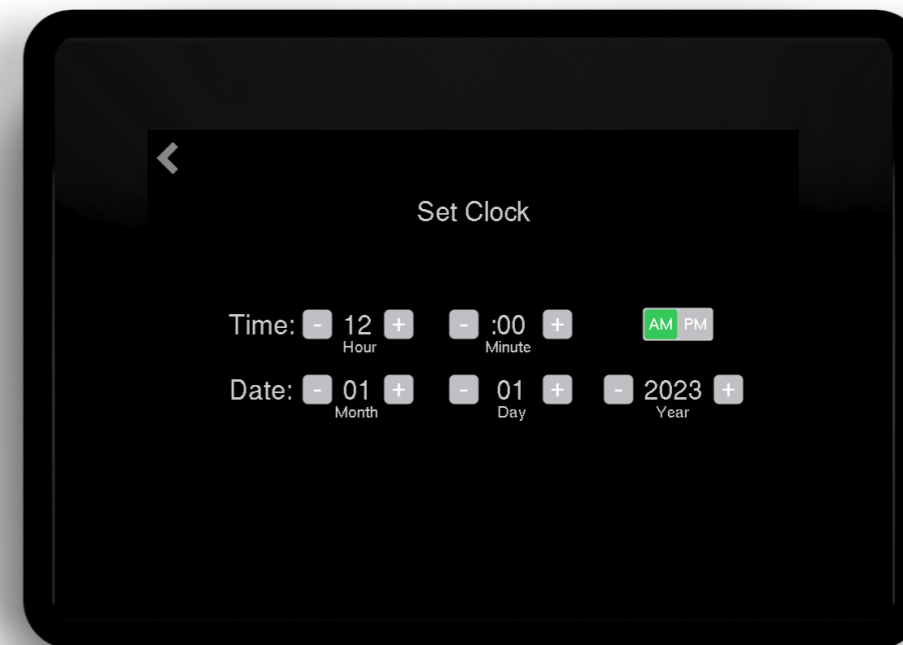 Set Clock
Time: - 12 + - :00 + AM PM
Hour Minute
Date: - 01 + - 01 + - 2023 +
Month Day Year